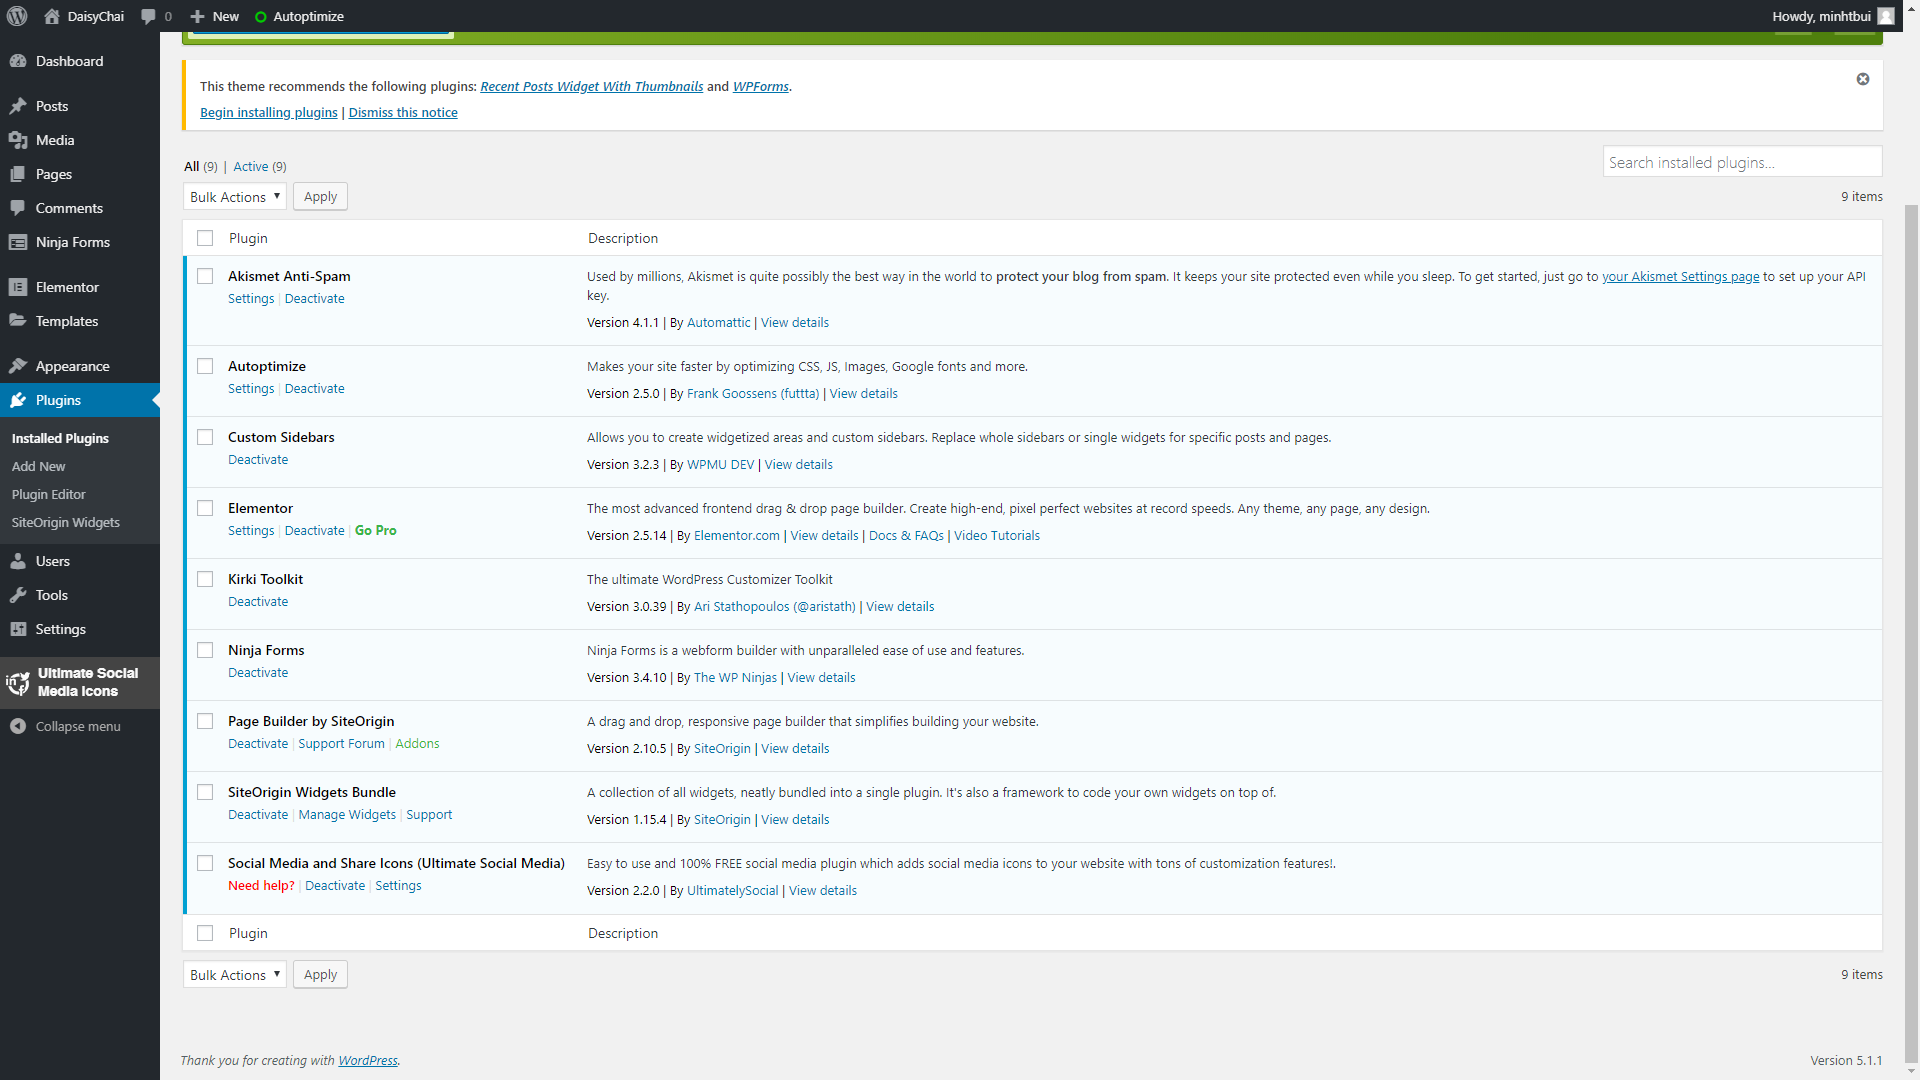 DaisyChai 0 New Autoptimize Howdy, minhtbui
Dashboard
Posts
Media
Pages
Comments
Ninja Forms
Elementor
Templates
Appearance
Plugins
Installed Plugins
Add New
Plugin Editor
SiteOrigin Widgets
Users
Tools
Settings
Ultimate Social
Media Icons
Collapse menu
This theme recommends the following plugins: Recent Posts Widget With Thumbnails and WPForms.
Begin installing plugins | Dismiss this notice
All (9) | Active (9)
Search installed plugins...
Bulk Actions Apply 9 items
Plugin Description
Akismet Anti-Spam
Settings | Deactivate
Used by millions, Akismet is quite possibly the best way in the world to protect your blog from spam. It keeps your site protected even while you sleep. To get started, just go to your Akismet Settings page to set up your API
key.
Version 4.1.1 | By Automattic | View details
Autoptimize
Settings | Deactivate
Makes your site faster by optimizing CSS, JS, Images, Google fonts and more.
Version 2.5.0 | By Frank Goossens (futtta) | View details
Custom Sidebars
Deactivate
Allows you to create widgetized areas and custom sidebars. Replace whole sidebars or single widgets for specific posts and pages.
Version 3.2.3 | By WPMU DEV | View details
Elementor
Settings | Deactivate | Go Pro
The most advanced frontend drag & drop page builder. Create high-end, pixel perfect websites at record speeds. Any theme, any page, any design.
Version 2.5.14 | By Elementor.com | View details | Docs & FAQs | Video Tutorials
Kirki Toolkit
Deactivate
The ultimate WordPress Customizer Toolkit
Version 3.0.39 | By Ari Stathopoulos (@aristath) | View details
Ninja Forms
Deactivate
Ninja Forms is a webform builder with unparalleled ease of use and features.
Version 3.4.10 | By The WP Ninjas | View details
Page Builder by SiteOrigin
Deactivate | Support Forum | Addons
A drag and drop, responsive page builder that simplifies building your website.
Version 2.10.5 | By SiteOrigin | View details
SiteOrigin Widgets Bundle
Deactivate | Manage Widgets | Support
A collection of all widgets, neatly bundled into a single plugin. It's also a framework to code your own widgets on top of.
Version 1.15.4 | By SiteOrigin | View details
Social Media and Share Icons (Ultimate Social Media)
Need help? | Deactivate | Settings
Easy to use and 100% FREE social media plugin which adds social media icons to your website with tons of customization features!.
Version 2.2.0 | By UltimatelySocial | View details
Plugin Description
Bulk Actions Apply 9 items
Thank you for creating with WordPress. Version 5.1.1